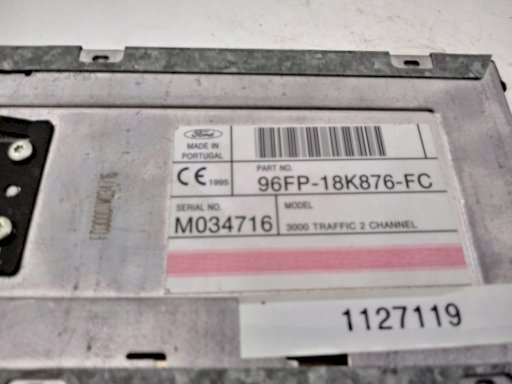 Ford
MADE IN
PORTUGAL
CE 1995
PART NO.
96FP-18K876-FC
SERIAL NO.
M034716
MODEL
3000 TRAFFIC 2 CHANNEL
1127119